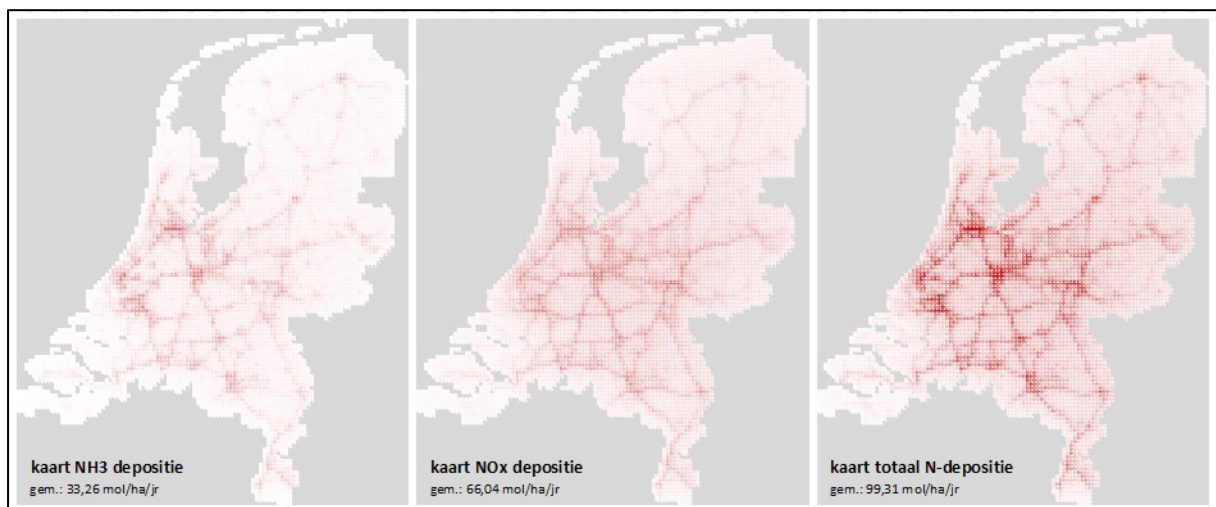 kaart NH3 depositie
gem.: 33,26 mol/ha/jr
kaart NOx depositie
gem.: 66,04 mol/ha/jr
kaart totaal N-depositie
gem.: 99,31 mol/ha/jr